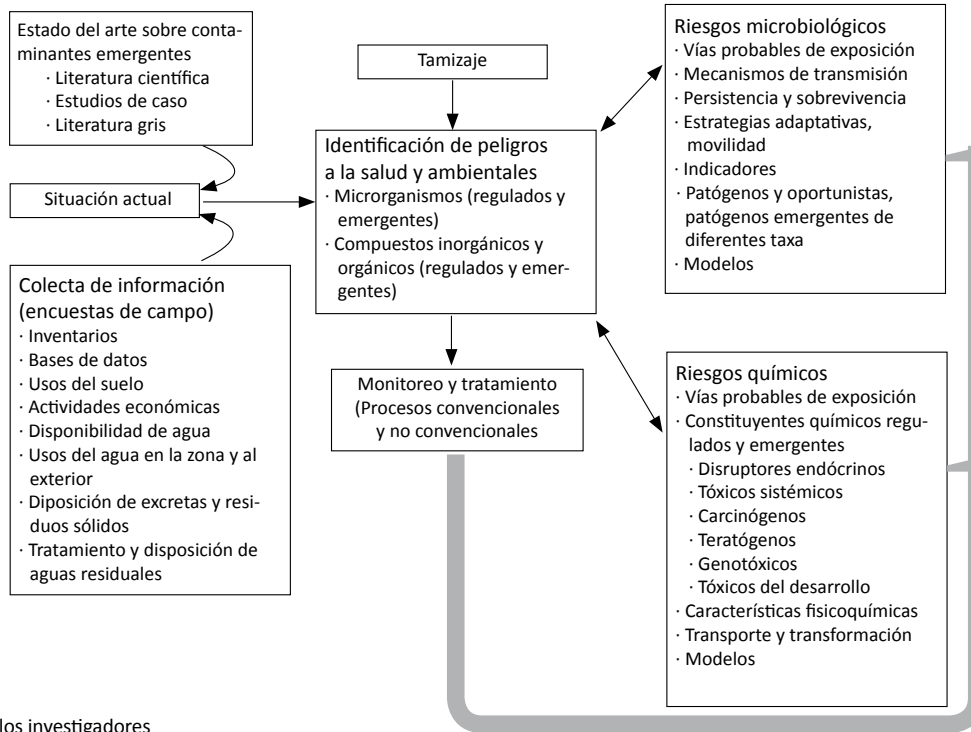 Estado del arte sobre conta-
minantes emergentes
· Literatura científica
· Estudios de caso
· Literatura gris
Situación actual
Colecta de información
(encuestas de campo)
· Inventarios
· Bases de datos
· Usos del suelo
· Actividades económicas
· Disponibilidad de agua
· Usos del agua en la zona y al
exterior
· Diposición de excretas y resi-
duos sólidos
· Tratamiento y disposición de
aguas residuales
Tamizaje
Identificación de peligros
a la salud y ambientales
· Microrganismos (regulados y
emergentes)
· Compuestos inorgánicos y
orgánicos (regulados y emer-
gentes)
Monitoreo y tratamiento
(Procesos convencionales
y no convencionales
Riesgos microbiológicos
· Vías probables de exposición
· Mecanismos de transmisión
· Persistencia y sobrevivencia
· Estrategias adaptativas,
movilidad
· Indicadores
· Patógenos y oportunistas,
patógenos emergentes de
diferentes taxa
· Modelos
Riesgos químicos
· Vías probables de exposición
· Constituyentes químicos regu-
lados y emergentes
· Disruptores endócrinos
· Tóxicos sistémicos
· Carcinógenos
· Teratógenos
· Genotóxicos
· Tóxicos del desarrollo
· Características fisicoquímicas
· Transporte y transformación
· Modelos
los investigadores